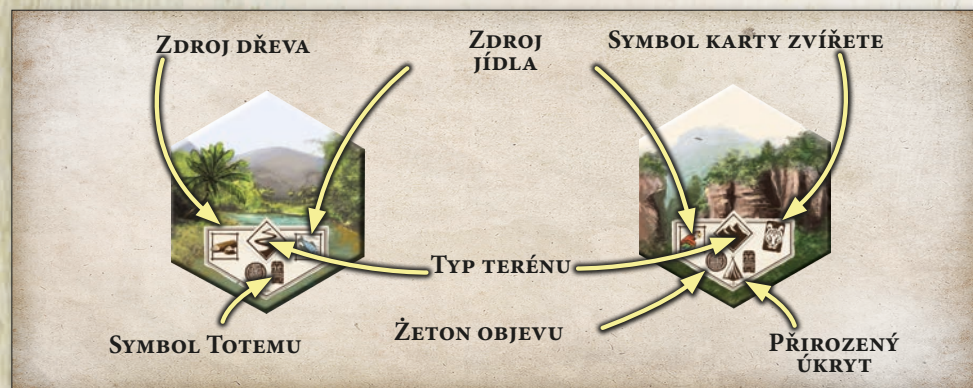 Zdroj dřeva
Zdroj
jídla
Symbol karty zvířete
Typ terénu
Symbol Totemu
Żeton objevu
Přirozený
úkryt